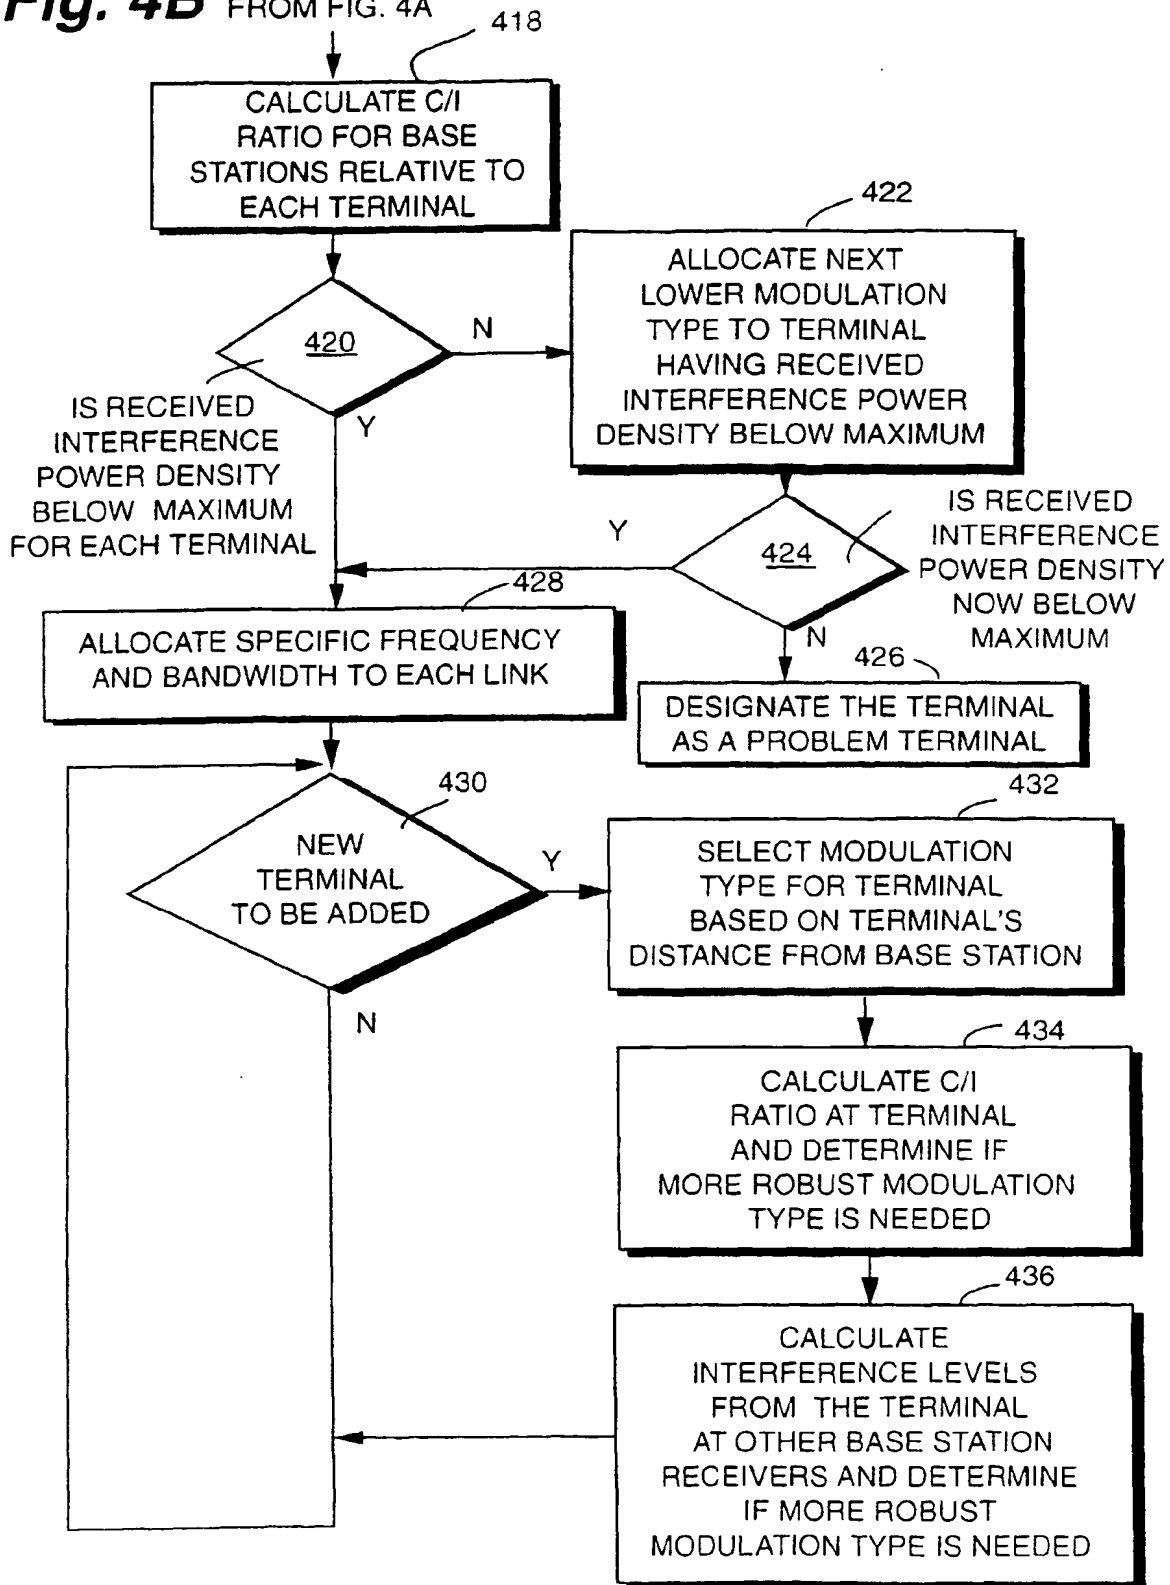 Fig. 4B FROM FIG. 4A
418
CALCULATE C/I
RATIO FOR BASE
STATIONS RELATIVE TO
EACH TERMINAL
422
ALLOCATE NEXT
LOWER MODULATION
TYPE TO TERMINAL
HAVING RECEIVED
INTERFERENCE POWER
DENSITY BELOW MAXIMUM
420
N
Y
IS RECEIVED
INTERFERENCE
POWER DENSITY
BELOW MAXIMUM
FOR EACH TERMINAL
424
Y
N
IS RECEIVED
INTERFERENCE
POWER DENSITY
NOW BELOW
MAXIMUM
428
ALLOCATE SPECIFIC FREQUENCY
AND BANDWIDTH TO EACH LINK
426
DESIGNATE THE TERMINAL
AS A PROBLEM TERMINAL
430
NEW
TERMINAL
TO BE ADDED
Y
N
432
SELECT MODULATION
TYPE FOR TERMINAL
BASED ON TERMINAL'S
DISTANCE FROM BASE STATION
434
CALCULATE C/I
RATIO AT TERMINAL
AND DETERMINE IF
MORE ROBUST MODULATION
TYPE IS NEEDED
436
CALCULATE
INTERFERENCE LEVELS
FROM THE TERMINAL
AT OTHER BASE STATION
RECEIVERS AND DETERMINE
IF MORE ROBUST
MODULATION TYPE IS NEEDED